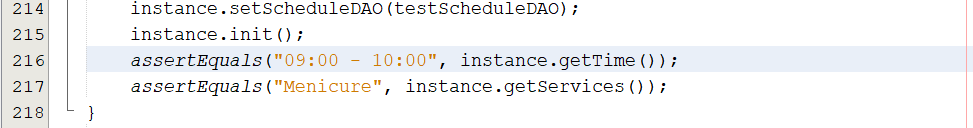 214 instance.setScheduleDAO(testScheduleDAO);
215 instance.init();
216 assertEquals("09:00 - 10:00", instance.getTime());
217 assertEquals("Menicure", instance.getServices());
218 }